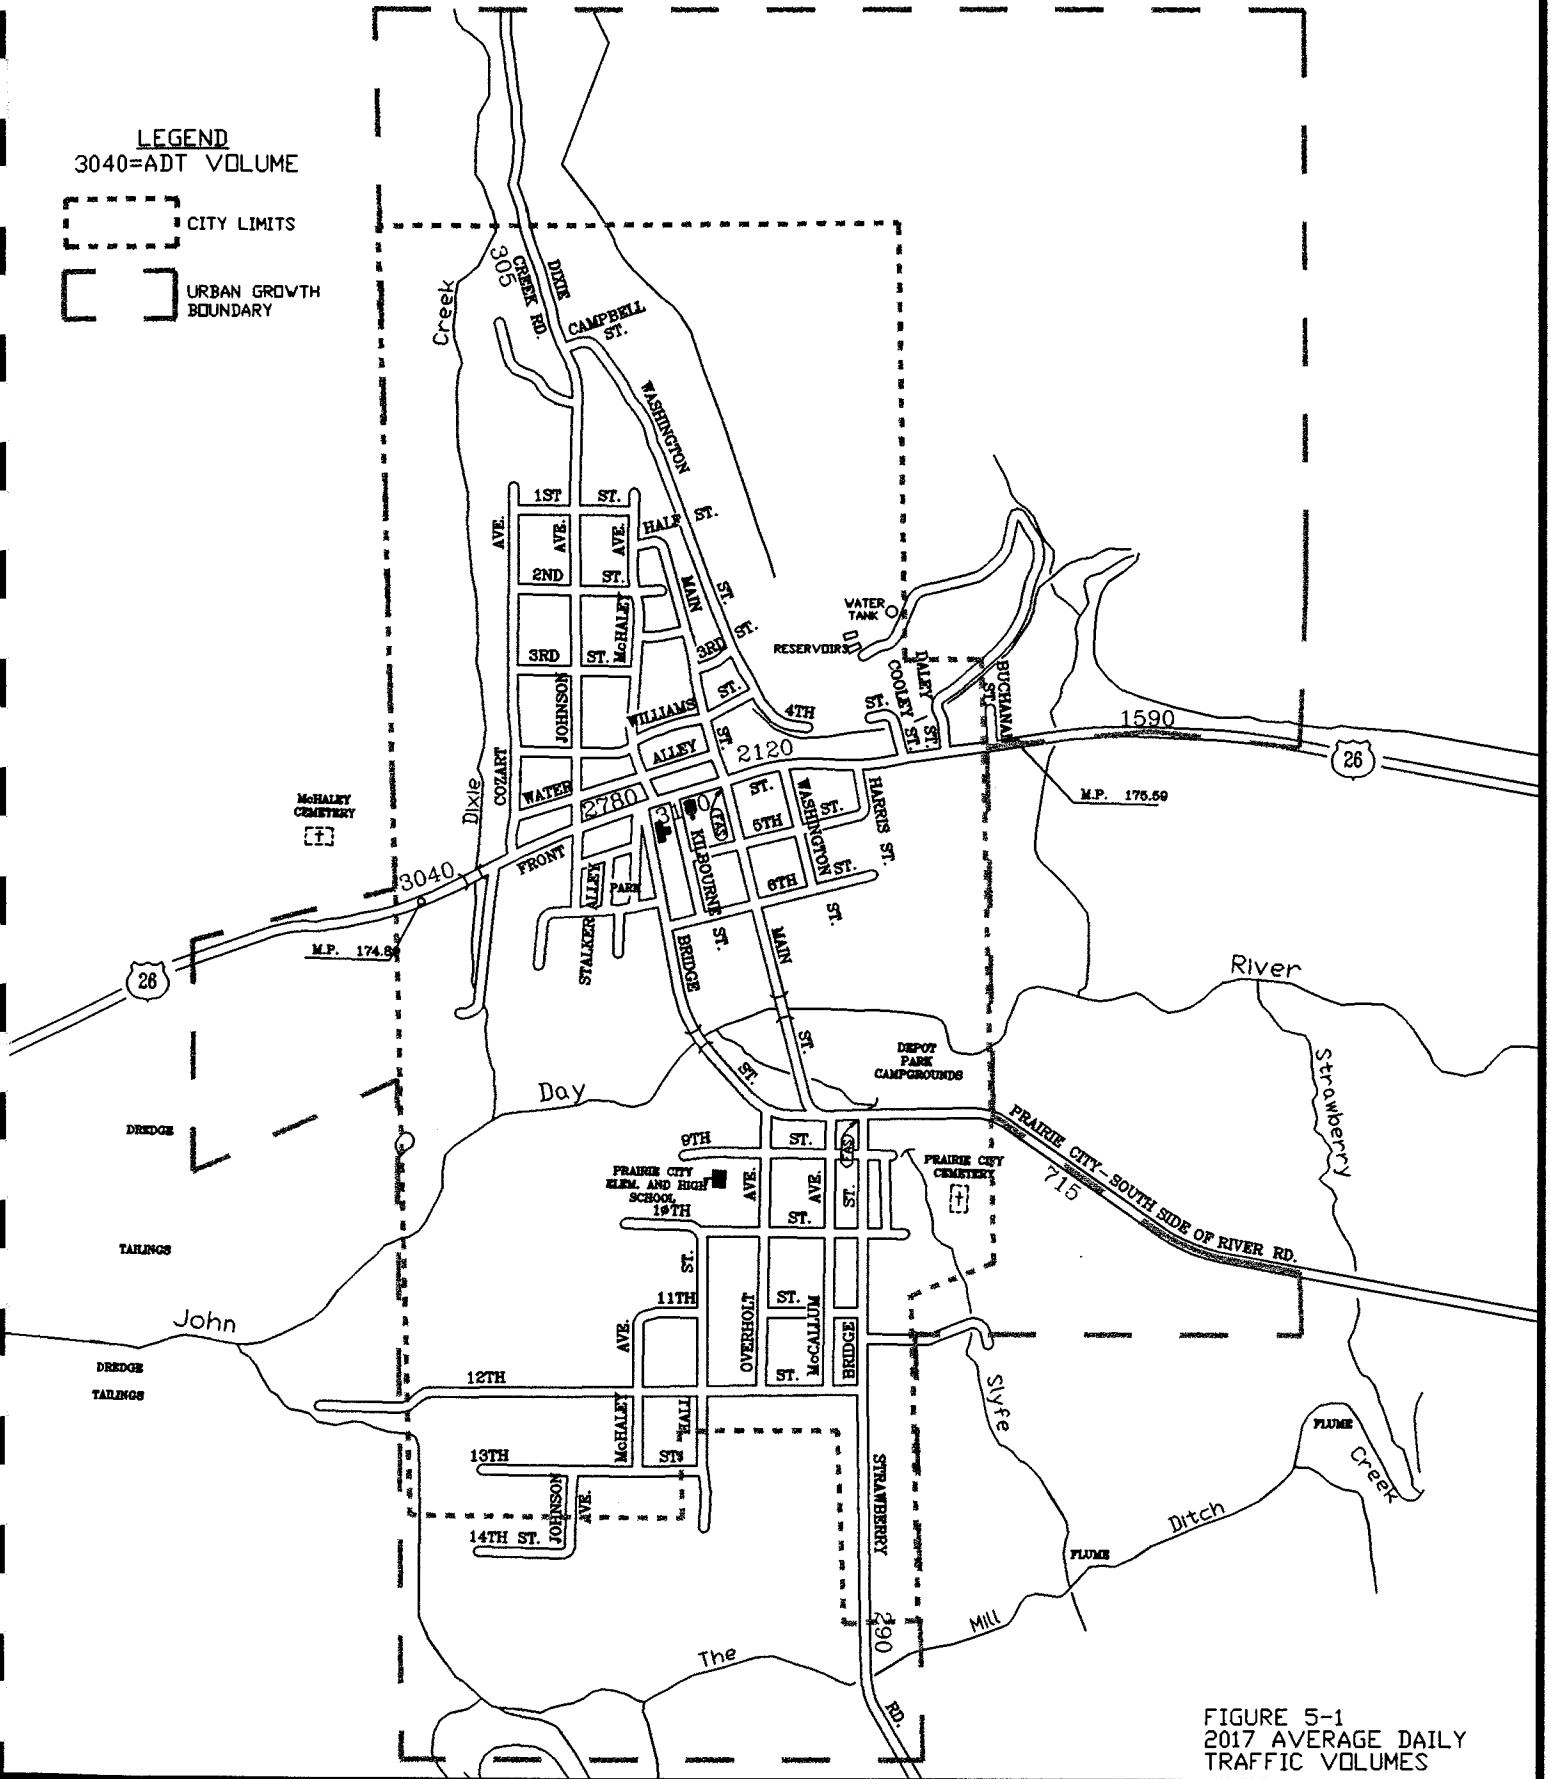 LEGEND
3040=ADT VOLUME
CITY LIMITS
URBAN GROWTH
BOUNDARY
305
DIXIE
CREEK RD.
Creek
CAMPBELL
ST.
WASHINGTON
ST.
1ST ST.
AVE.
AVE.
AVE.
HALF ST.
2ND ST.
MAIN
ST.
McHALEY
3RD ST.
3RD ST.
WATER
TANK
RESERVOIRS
DALEY
ST.
COOLEY ST.
ST.
BUCHANAN
ST.
JOHNSON
WILLIAMS ST.
4TH
COZART
ALLEY
2120
1590
26
WATER
2780
Dixie
McHALEY
CEMETERY
M.P. 175.59
ST.
WASHINGTON
ST.
HARRIS ST.
FAS
5TH
KILBOURNE ST.
FRONT
3040
STALKER ALLEY
PARK
6TH ST.
ST.
M.P.
26
BRIDGE
ST.
MAIN
ST.
River
DEPOT
PARK
CAMPGROUNDS
Day
Strawberry
DREDGE
9TH ST.
FAS
PRAIRIE CITY - SOUTH SIDE OF RIVER RD.
715
PRAIRIE CITY
CEMETERY
PRAIRIE CITY
ELEM. AND HIGH
SCHOOL
AVE.
AVE.
ST.
10TH ST.
TAILINGS
ST.
John
11TH ST.
AVE.
OVERHOLT
McCALLUM
BRIDGE
DREDGE
TAILINGS
12TH ST.
Slyfe
McHALEY
HALL
FLUME
Creek
13TH ST.
JOHNSON
AVE.
STRAWBERRY
14TH ST.
Ditch
FLUME
290
Mill
The
RD.
FIGURE 5-1
2017 AVERAGE DAILY
TRAFFIC VOLUMES